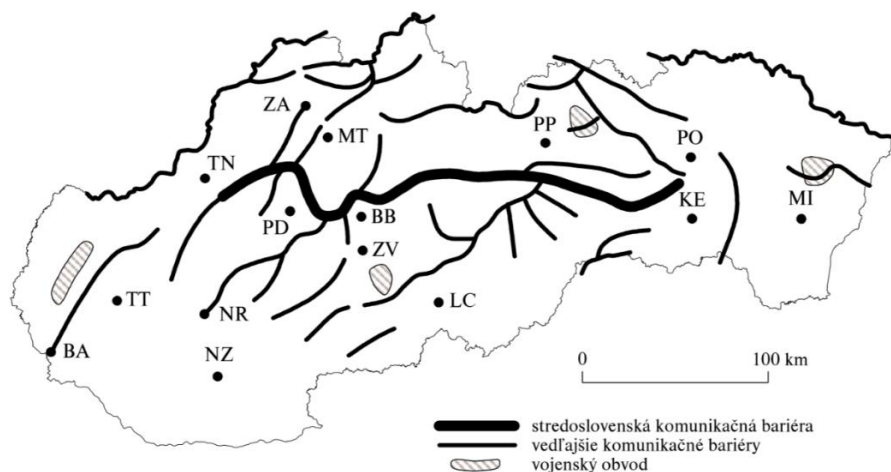 ZA
MT
PP
PO
TN
PD
BB
KE
MI
ZV
TT
NR
LC
BA
NZ
0 100 km
stredoslovenská komunikačná bariéra
vedľajšie komunikačné bariéry
vojenský obvod